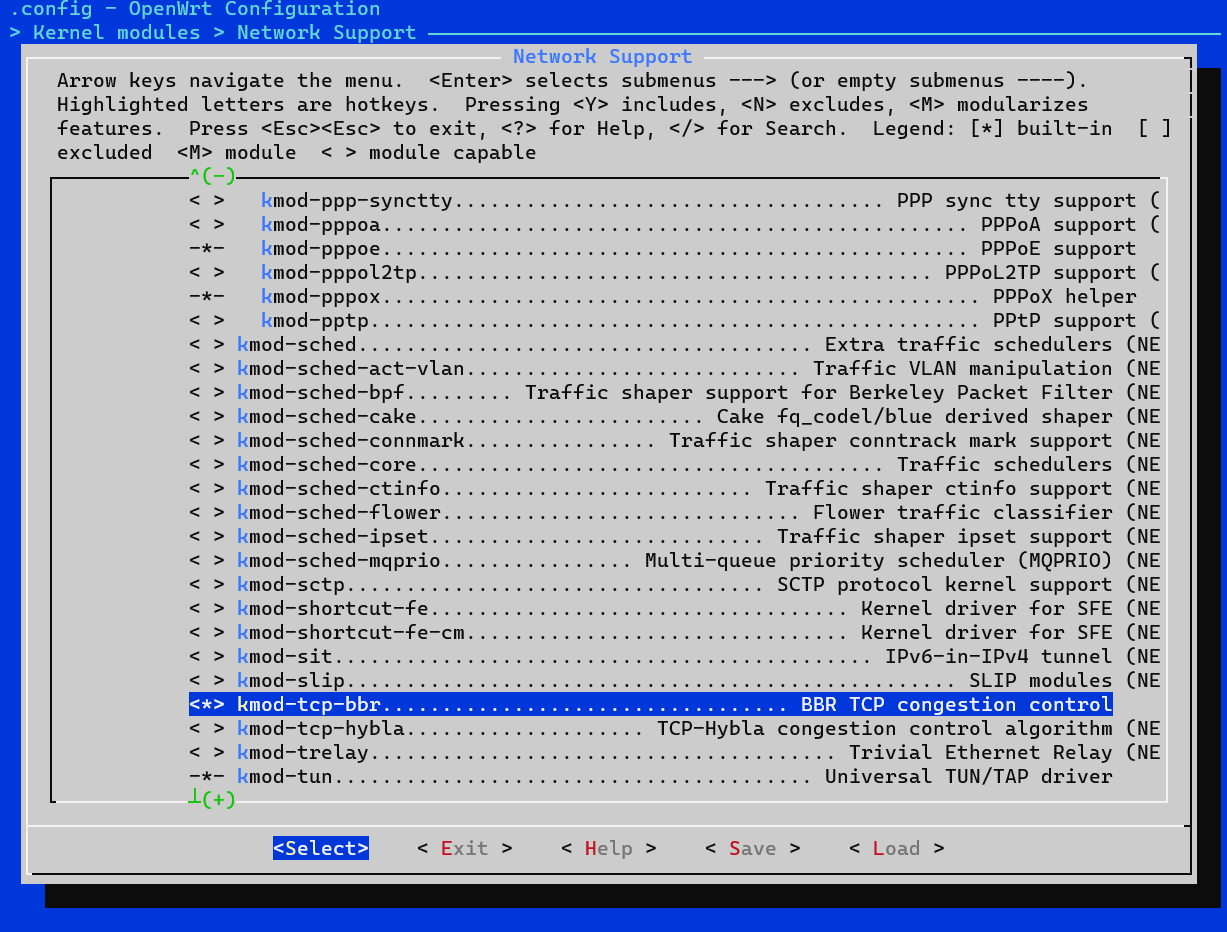 .config - OpenWrt Configuration
> Kernel modules > Network Support
Network Support
Arrow keys navigate the menu.  <Enter> selects submenus ---> (or empty submenus ----).
Highlighted letters are hotkeys.  Pressing <Y> includes, <N> excludes, <M> modularizes
features.  Press <Esc><Esc> to exit, <?> for Help, </> for Search.  Legend: [*] built-in  [ ]
excluded  <M> module  < > module capable
^(-)
< >   kmod-ppp-synctty.................................... PPP sync tty support (
< >   kmod-pppoa................................................. PPPoA support (
-*-   kmod-pppoe................................................. PPPoE support
< >   kmod-pppol2tp........................................... PPPoL2TP support (
-*-   kmod-pppox.................................................. PPPoX helper
< >   kmod-pptp................................................... PPtP support (
< > kmod-sched...................................... Extra traffic schedulers (NE
< > kmod-sched-act-vlan............................ Traffic VLAN manipulation (NE
< > kmod-sched-bpf......... Traffic shaper support for Berkeley Packet Filter (NE
< > kmod-sched-cake........................ Cake fq_codel/blue derived shaper (NE
< > kmod-sched-connmark................ Traffic shaper conntrack mark support (NE
< > kmod-sched-core....................................... Traffic schedulers (NE
< > kmod-sched-ctinfo.......................... Traffic shaper ctinfo support (NE
< > kmod-sched-flower.............................. Flower traffic classifier (NE
< > kmod-sched-ipset............................ Traffic shaper ipset support (NE
< > kmod-sched-mqprio................ Multi-queue priority scheduler (MQPRIO) (NE
< > kmod-sctp................................... SCTP protocol kernel support (NE
< > kmod-shortcut-fe................................... Kernel driver for SFE (NE
< > kmod-shortcut-fe-cm................................ Kernel driver for SFE (NE
< > kmod-sit............................................. IPv6-in-IPv4 tunnel (NE
< > kmod-slip................................................... SLIP modules (NE
<*> kmod-tcp-bbr.................................. BBR TCP congestion control
< > kmod-tcp-hybla.................... TCP-Hybla congestion control algorithm (NE
< > kmod-trelay....................................... Trivial Ethernet Relay (NE
-*- kmod-tun........................................ Universal TUN/TAP driver
┴(+)
<Select>    < Exit >    < Help >    < Save >    < Load >